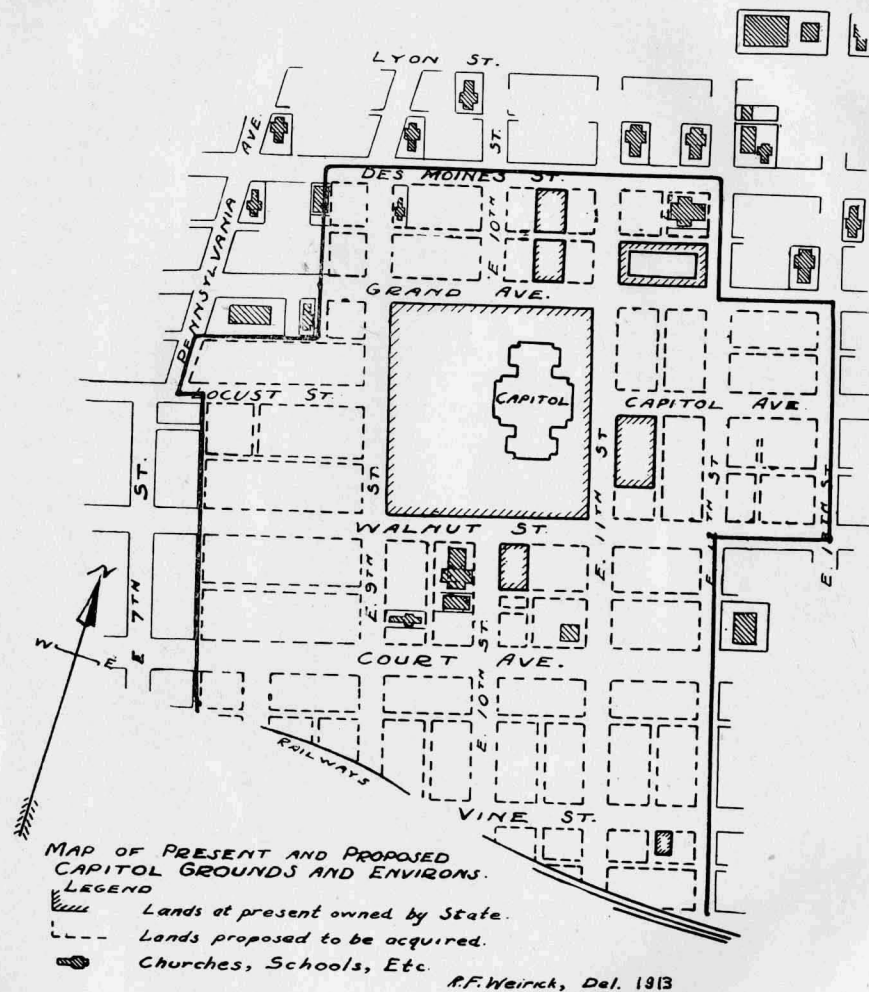 LYON ST.
AVE.
ST.
DES MOINES ST.
PENNSYLVANIA
E. 10TH
GRAND AVE.
LOCUST ST.
CAPITOL
CAPITOL AVE
ST.
ST.
ST
ST
WALNUT ST.
E. 11TH
E. 13TH ST.
N
E 7TH
E. 9TH
W
E.
ST.
COURT AVE.
E. 10TH
RAILWAYS
VINE ST.
MAP OF PRESENT AND PROPOSED
CAPITOL GROUNDS AND ENVIRONS.
LEGEND
Lands at present owned by State.
Lands proposed to be acquired.
Churches, Schools, Etc.
R.F. Weirick, Del. 1913